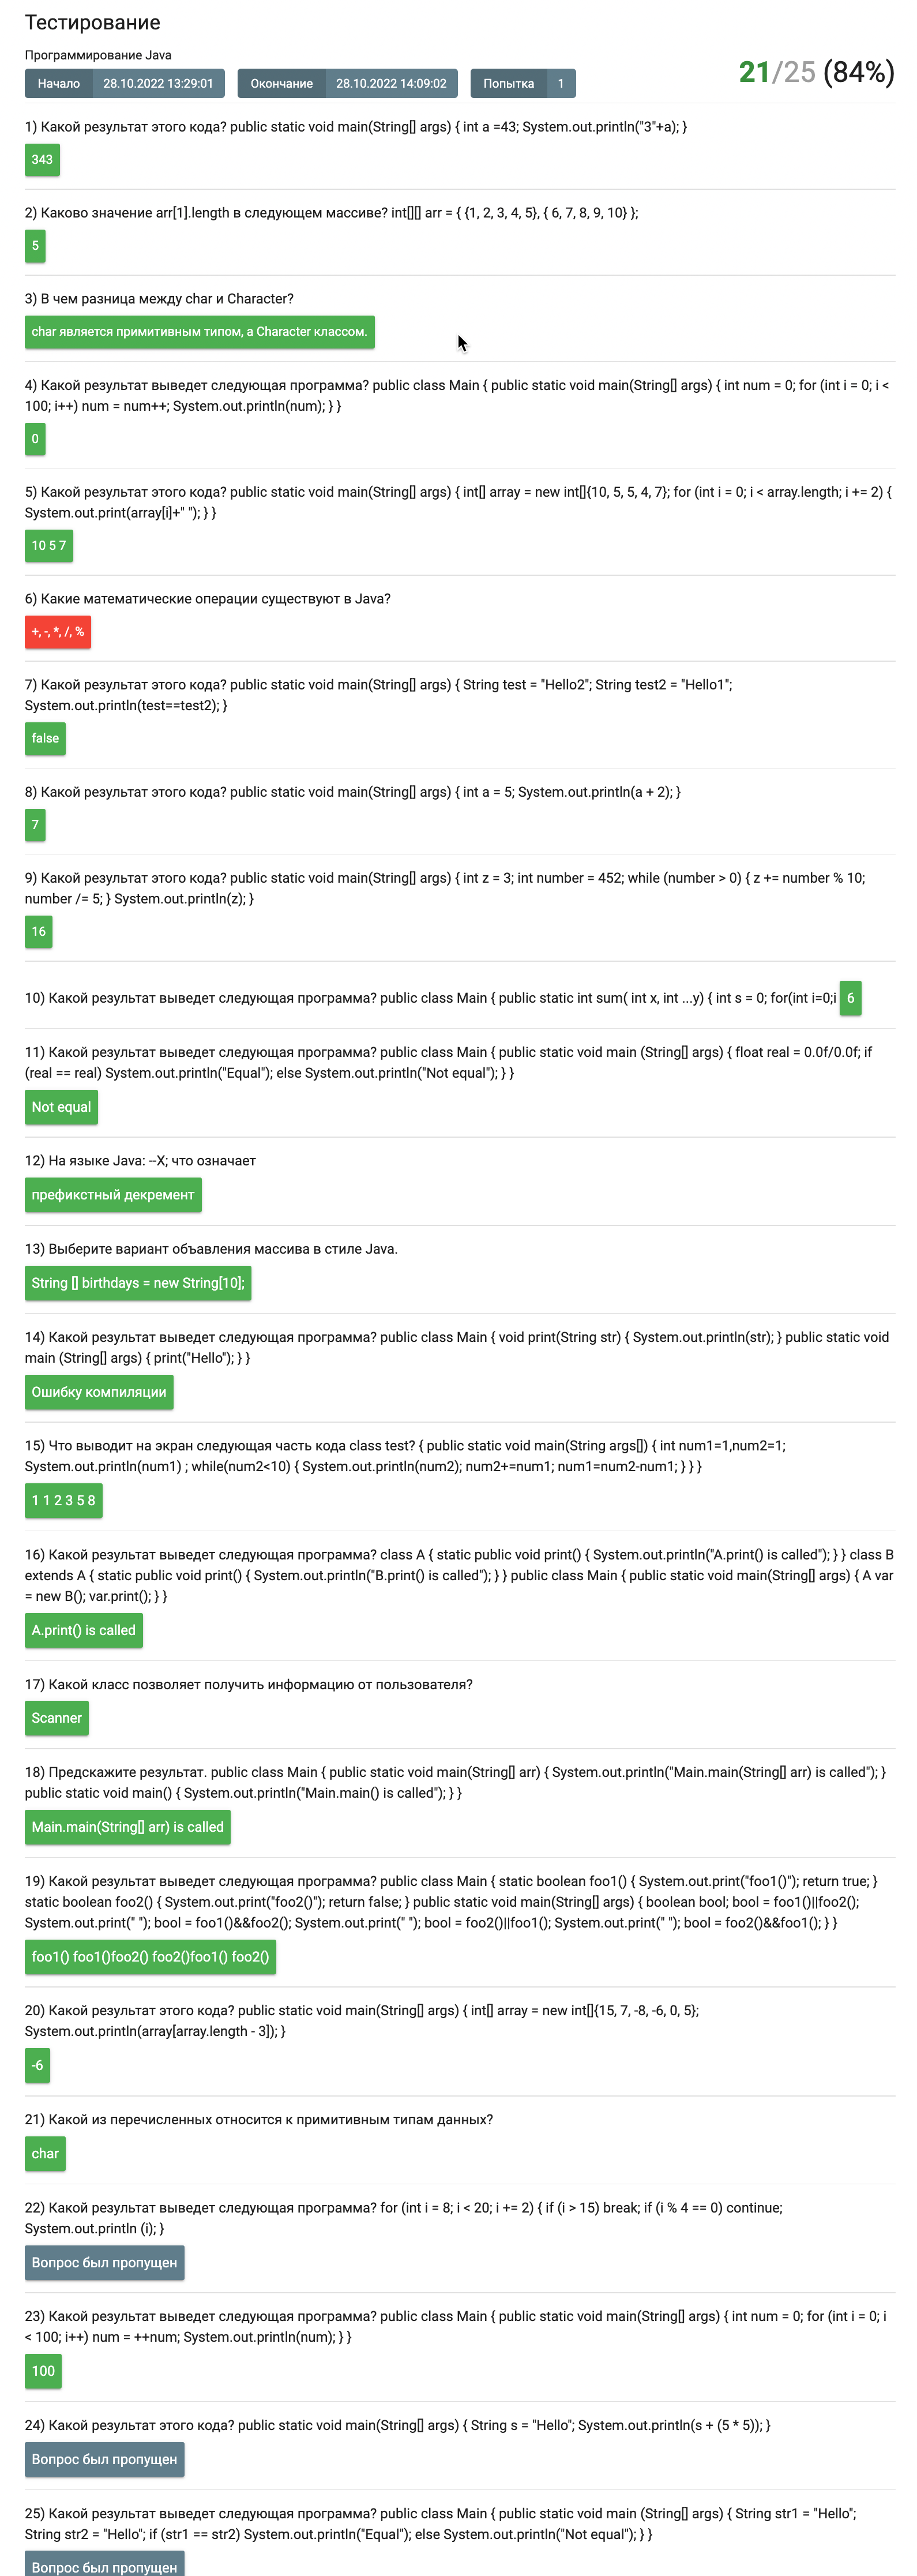 Тестирование
Программирование Java
Начало 28.10.2022 13:29:01 Окончание 28.10.2022 14:09:02 Попытка 1
21/25 (84%)
1) Какой результат этого кода? public static void main(String[] args) { int a =43; System.out.println("3"+a); }
343
2) Каково значение arr[1].length в следующем массиве? int[][] arr = { {1, 2, 3, 4, 5}, { 6, 7, 8, 9, 10} };
5
3) В чем разница между char и Character?
char является примитивным типом, а Character классом.
4) Какой результат выведет следующая программа? public class Main { public static void main(String[] args) { int num = 0; for (int i = 0; i <
100; i++) num = num++; System.out.println(num); } }
0
5) Какой результат этого кода? public static void main(String[] args) { int[] array = new int[]{10, 5, 5, 4, 7}; for (int i = 0; i < array.length; i += 2) {
System.out.print(array[i]+" "); } }
10 5 7
6) Какие математические операции существуют в Java?
+, -, *, /, %
7) Какой результат этого кода? public static void main(String[] args) { String test = "Hello2"; String test2 = "Hello1";
System.out.println(test==test2); }
false
8) Какой результат этого кода? public static void main(String[] args) { int a = 5; System.out.println(a + 2); }
7
9) Какой результат этого кода? public static void main(String[] args) { int z = 3; int number = 452; while (number > 0) { z += number % 10;
number /= 5; } System.out.println(z); }
16
10) Какой результат выведет следующая программа? public class Main { public static int sum( int x, int ...y) { int s = 0; for(int i=0;i 6
11) Какой результат выведет следующая программа? public class Main { public static void main (String[] args) { float real = 0.0f/0.0f; if
(real == real) System.out.println("Equal"); else System.out.println("Not equal"); } }
Not equal
12) На языке Java: --X; что означает
префикстный декремент
13) Выберите вариант объавления массива в стиле Java.
String [] birthdays = new String[10];
14) Какой результат выведет следующая программа? public class Main { void print(String str) { System.out.println(str); } public static void
main (String[] args) { print("Hello"); } }
Ошибку компиляции
15) Что выводит на экран следующая часть кода class test? { public static void main(String args[]) { int num1=1,num2=1;
System.out.println(num1) ; while(num2<10) { System.out.println(num2); num2+=num1; num1=num2-num1; } } }
1 1 2 3 5 8
16) Какой результат выведет следующая программа? class A { static public void print() { System.out.println("A.print() is called"); } } class B
extends A { static public void print() { System.out.println("B.print() is called"); } } public class Main { public static void main(String[] args) { A var
= new B(); var.print(); } }
A.print() is called
17) Какой класс позволяет получить информацию от пользователя?
Scanner
18) Предскажите результат. public class Main { public static void main(String[] arr) { System.out.println("Main.main(String[] arr) is called"); }
public static void main() { System.out.println("Main.main() is called"); } }
Main.main(String[] arr) is called
19) Какой результат выведет следующая программа? public class Main { static boolean foo1() { System.out.print("foo1()"); return true; }
static boolean foo2() { System.out.print("foo2()"); return false; } public static void main(String[] args) { boolean bool; bool = foo1()||foo2();
System.out.print(" "); bool = foo1()&&foo2(); System.out.print(" "); bool = foo2()||foo1(); System.out.print(" "); bool = foo2()&&foo1(); } }
foo1() foo1()foo2() foo2()foo1() foo2()
20) Какой результат этого кода? public static void main(String[] args) { int[] array = new int[]{15, 7, -8, -6, 0, 5};
System.out.println(array[array.length - 3]); }
-6
21) Какой из перечисленных относится к примитивным типам данных?
char
22) Какой результат выведет следующая программа? for (int i = 8; i < 20; i += 2) { if (i > 15) break; if (i % 4 == 0) continue;
System.out.println (i); }
Вопрос был пропущен
23) Какой результат выведет следующая программа? public class Main { public static void main(String[] args) { int num = 0; for (int i = 0; i
< 100; i++) num = ++num; System.out.println(num); } }
100
24) Какой результат этого кода? public static void main(String[] args) { String s = "Hello"; System.out.println(s + (5 * 5)); }
Вопрос был пропущен
25) Какой результат выведет следующая программа? public class Main { public static void main (String[] args) { String str1 = "Hello";
String str2 = "Hello"; if (str1 == str2) System.out.println("Equal"); else System.out.println("Not equal"); } }
Вопрос был пропущен